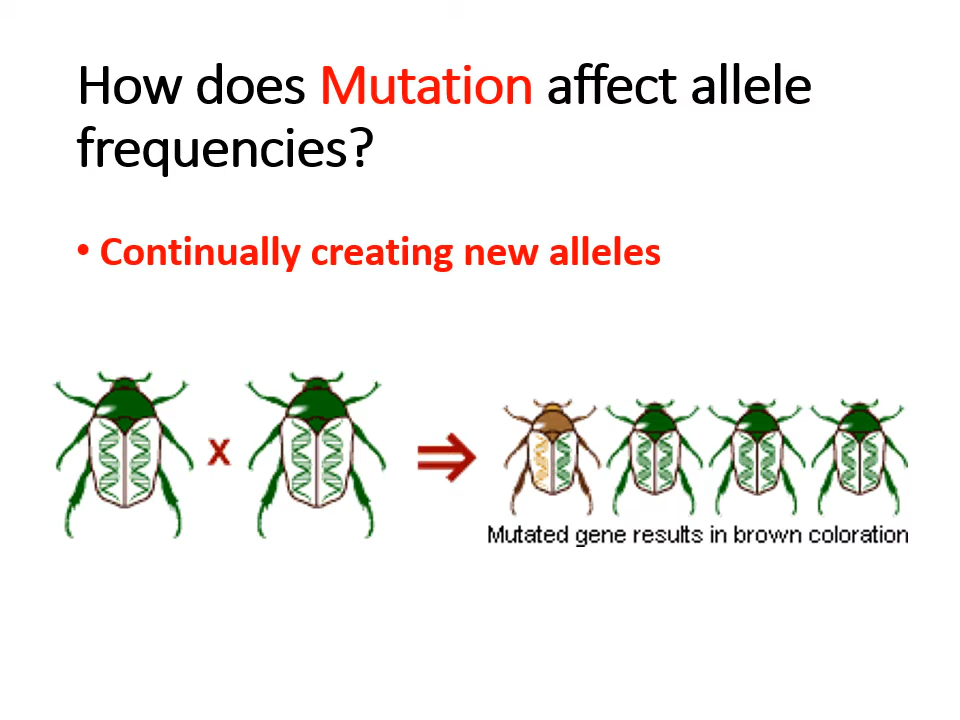 How does Mutation affect allele
frequencies?
• Continually creating new alleles
x
Mutated gene results in brown coloration